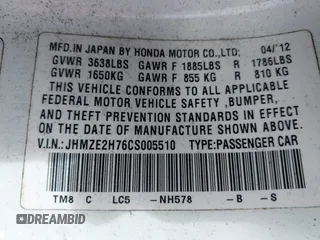 MFD. IN JAPAN BY HONDA MOTOR CO.,LTD. 04/'12
GVWR 3638LBS GAWR F 1885LBS R 1786LBS
GVWR 1650KG GAWR F 855 KG R 810 KG
THIS VEHICLE CONFORMS TO ALL APPLICABLE
FEDERAL MOTOR VEHICLE SAFETY ,BUMPER,
AND THEFT PREVENTION STANDARDS IN EFFECT
ON THE DATE OF MANUFACTURE SHOWN ABOVE.
V.I.N.: JHMZE2H76CS005510 TYPE:PASSENGER CAR
TM8 C LC5 -NH578 -B -S
DREAMBID